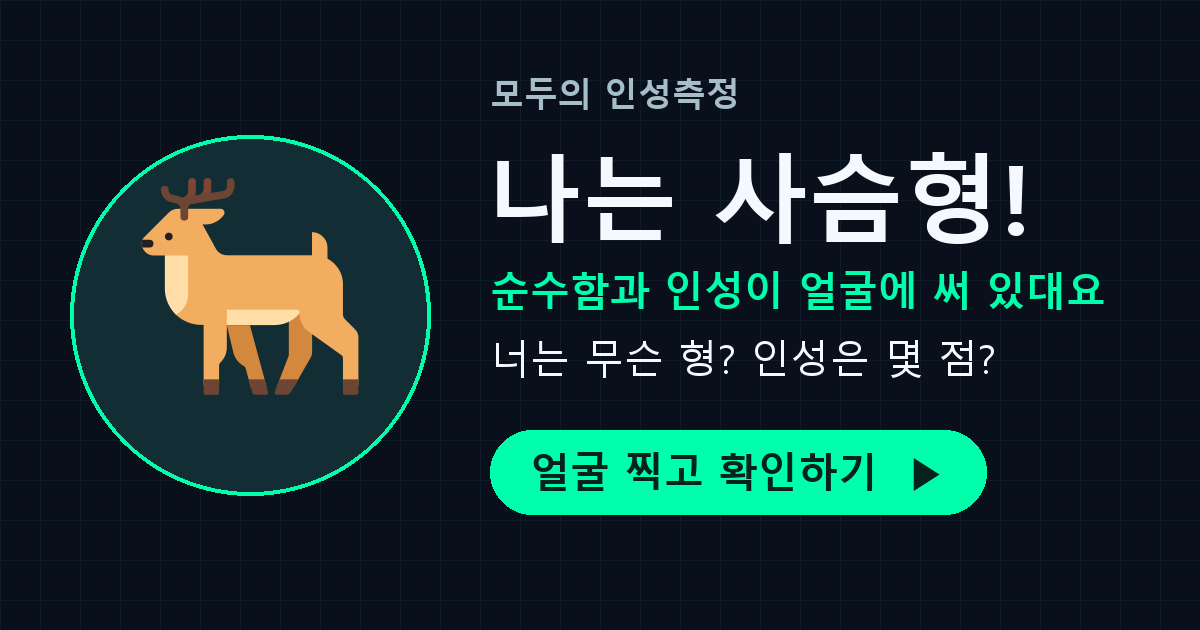 모두의 인성측정
나는 사슴형!
순수함과 인성이 얼굴에 써 있대요
너는 무슨 형? 인성은 몇 점?
얼굴 찍고 확인하기 ▶